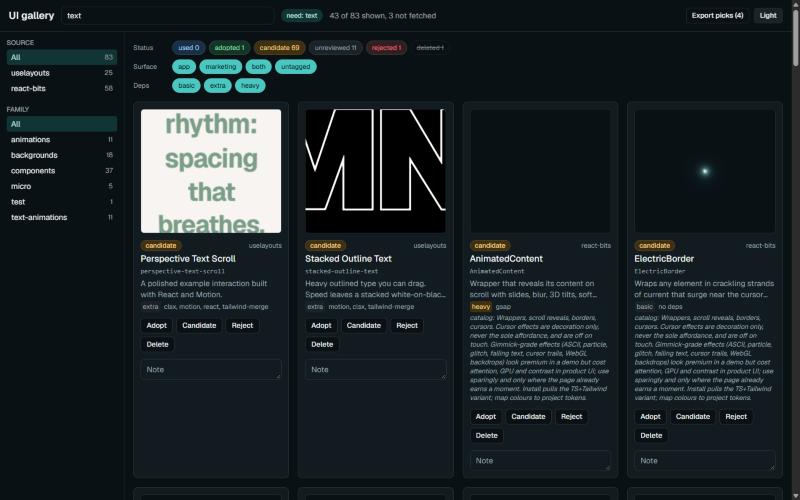 UI gallery
text
need: text
43 of 83 shown, 3 not fetched
Export picks (4)
Light
SOURCE
All 83
uselayouts 25
react-bits 58
FAMILY
All
animations 11
backgrounds 18
components 37
micro 5
test 1
text-animations 11
Status used 0 adopted 1 candidate 69 unreviewed 11 rejected 1 deleted 1
Surface app marketing both untagged
Deps basic extra heavy
rhythm:
spacing
that
breathes.
candidate uselayouts
Perspective Text Scroll
perspective-text-scroll
A polished example interaction built
with React and Motion.
extra clsx, motion, react, tailwind-merge
Adopt Candidate Reject
Delete
Note
candidate uselayouts
Stacked Outline Text
stacked-outline-text
Heavy outlined type you can drag.
Speed leaves a stacked white-on-blac...
extra motion, clsx, tailwind-merge
Adopt Candidate Reject
Delete
Note
candidate react-bits
AnimatedContent
AnimatedContent
Wrapper that reveals its content on
scroll with slides, blur, 3D tilts, soft...
heavy gsap
catalog: Wrappers, scroll reveals, borders,
cursors. Cursor effects are decoration only,
never the sole affordance, and are off on
touch. Gimmick-grade effects (ASCII, particle,
glitch, falling text, cursor trails, WebGL
backdrops) look premium in a demo but cost
attention, GPU and contrast in product UI; use
sparingly and only where the page already
earns a moment. Install pulls the TS+Tailwind
variant; map colours to project tokens.
Adopt Candidate Reject
Delete
Note
candidate react-bits
ElectricBorder
ElectricBorder
Wraps any element in crackling strands
of current that surge near the cursor...
basic no deps
catalog: Wrappers, scroll reveals, borders,
cursors. Cursor effects are decoration only,
never the sole affordance, and are off on
touch. Gimmick-grade effects (ASCII, particle,
glitch, falling text, cursor trails, WebGL
backdrops) look premium in a demo but cost
attention, GPU and contrast in product UI; use
sparingly and only where the page already
earns a moment. Install pulls the TS+Tailwind
variant; map colours to project tokens.
Adopt Candidate Reject
Delete
Note